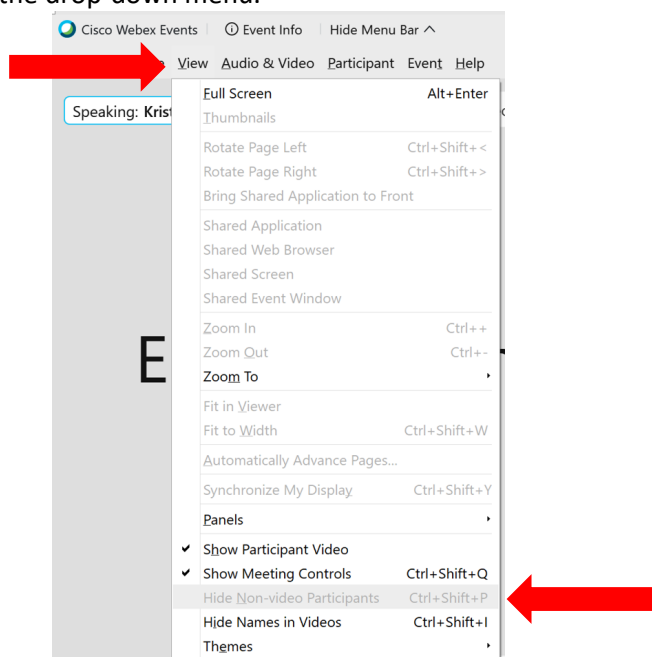 the drop-down menu.
Cisco Webex Events Event Info Hide Menu Bar
View Audio & Video Participant Event Help
Full Screen Alt+Enter
Speaking: Kris
Thumbnails
Rotate Page Left Ctrl+Shift+<
Rotate Page Right Ctrl+Shift+>
Bring Shared Application to Front
Shared Application
Shared Web Browser
Shared Screen
Shared Event Window
Zoom In Ctrl++
E
Zoom Out Ctrl+-
Zoom To
Fit in Viewer
Fit to Width Ctrl+Shift+W
Automatically Advance Pages...
Synchronize My Display Ctrl+Shift+Y
Panels
Show Participant Video
Show Meeting Controls Ctrl+Shift+Q
Hide Non-video Participants Ctrl+Shift+P
Hide Names in Videos Ctrl+Shift+I
Themes